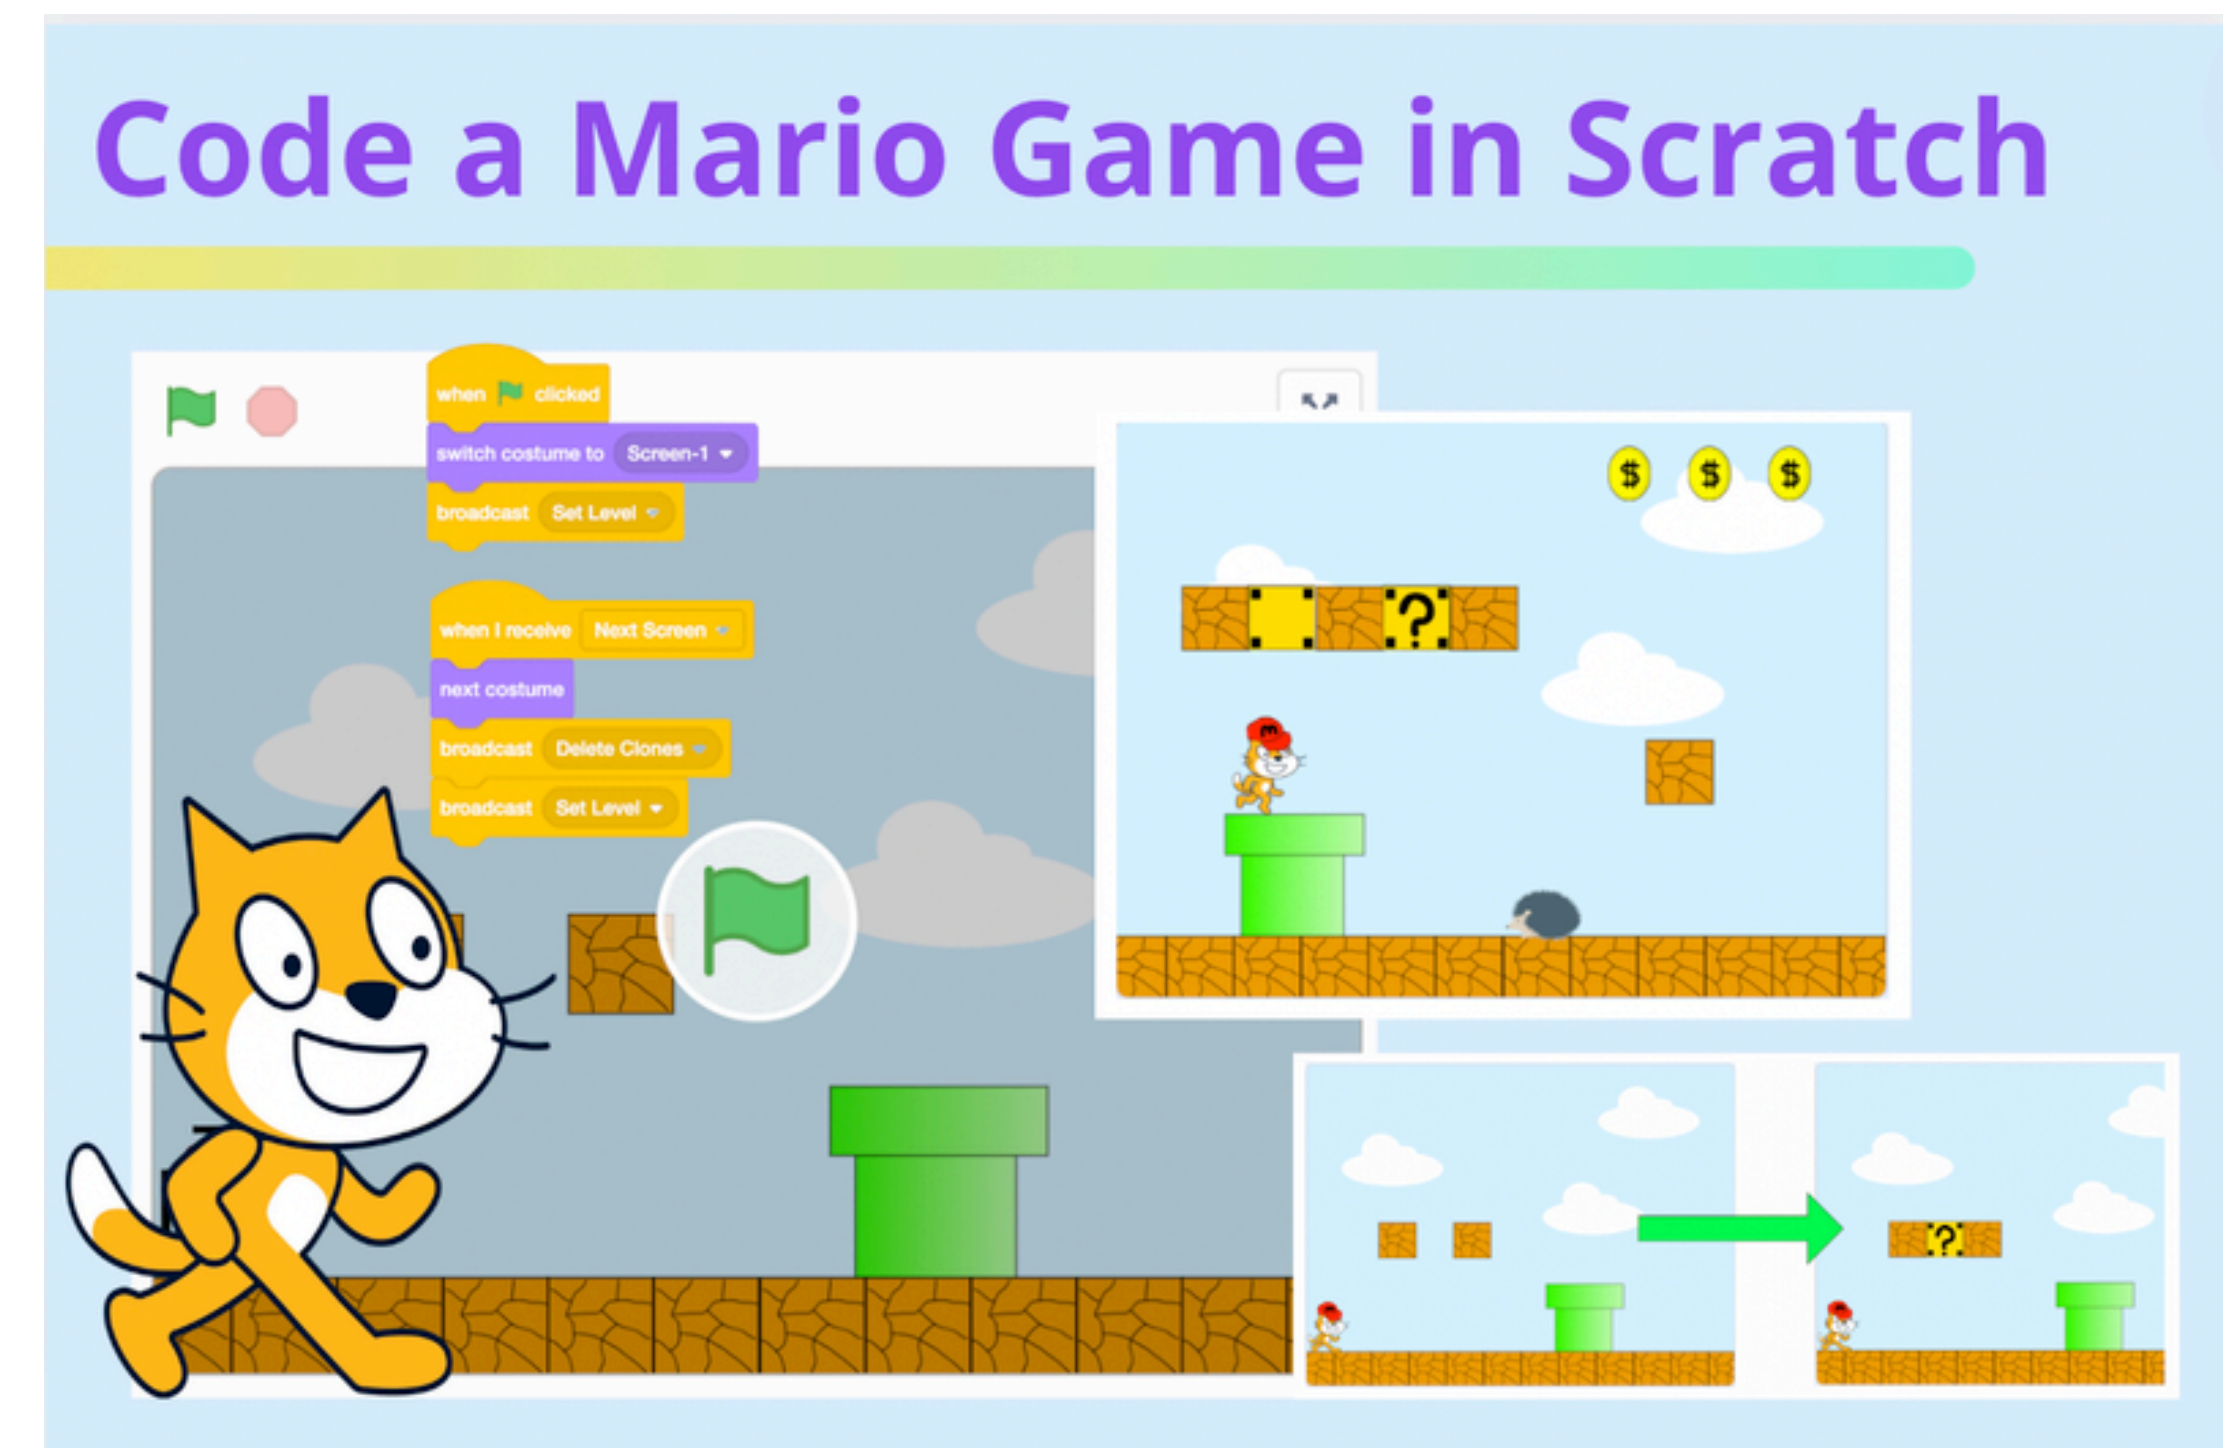 Code a Mario Game in Scratch
when clicked
switch costume to Screen-1
broadcast Set Level
when I receive Next Screen
next costume
broadcast Delete Clones
broadcast Set Level
$ $ $
?
m
?